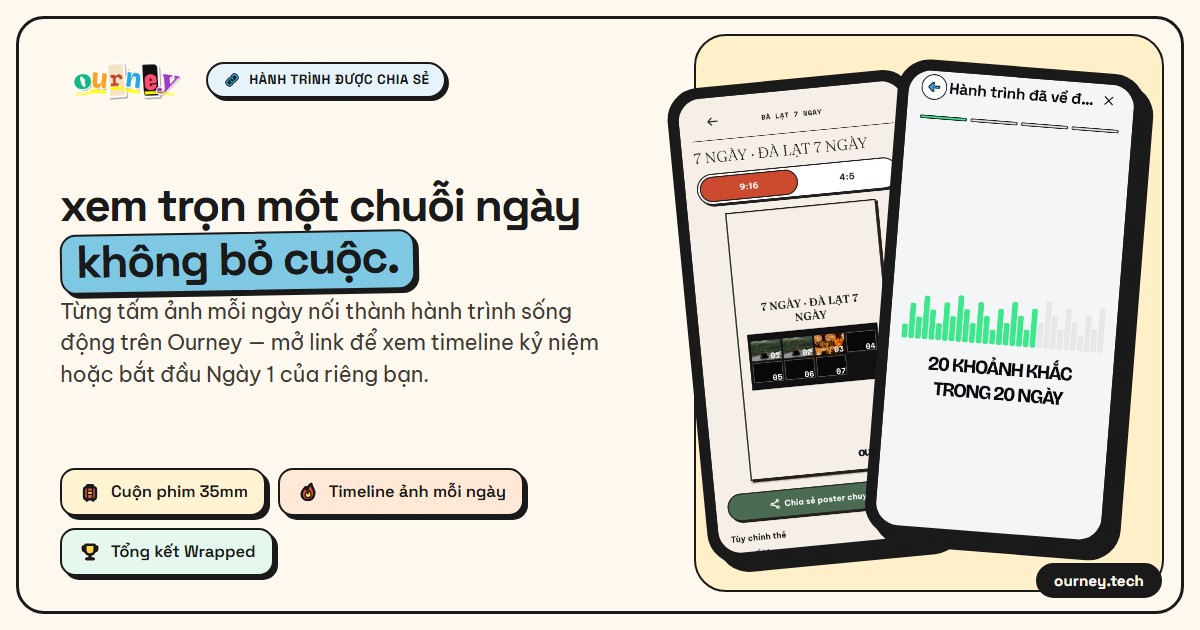 ourney
HÀNH TRÌNH ĐƯỢC CHIA SẺ
xem trọn một chuỗi ngày
không bỏ cuộc.
Từng tấm ảnh mỗi ngày nối thành hành trình sống
động trên Ourney — mở link để xem timeline kỷ niệm
hoặc bắt đầu Ngày 1 của riêng bạn.
Cuộn phim 35mm
Timeline ảnh mỗi ngày
Tổng kết Wrapped
ĐÀ LẠT 7 NGÀY
7 NGÀY · ĐÀ LẠT 7 NGÀY
9:16
4:5
7 NGÀY · ĐÀ LẠT 7
NGÀY
01 02 03 04
05 06 07
Chia sẻ poster
Tùy chỉnh thẻ
Hành trình đã về đ...
20 KHOẢNH KHẮC
TRONG 20 NGÀY
ourney.tech